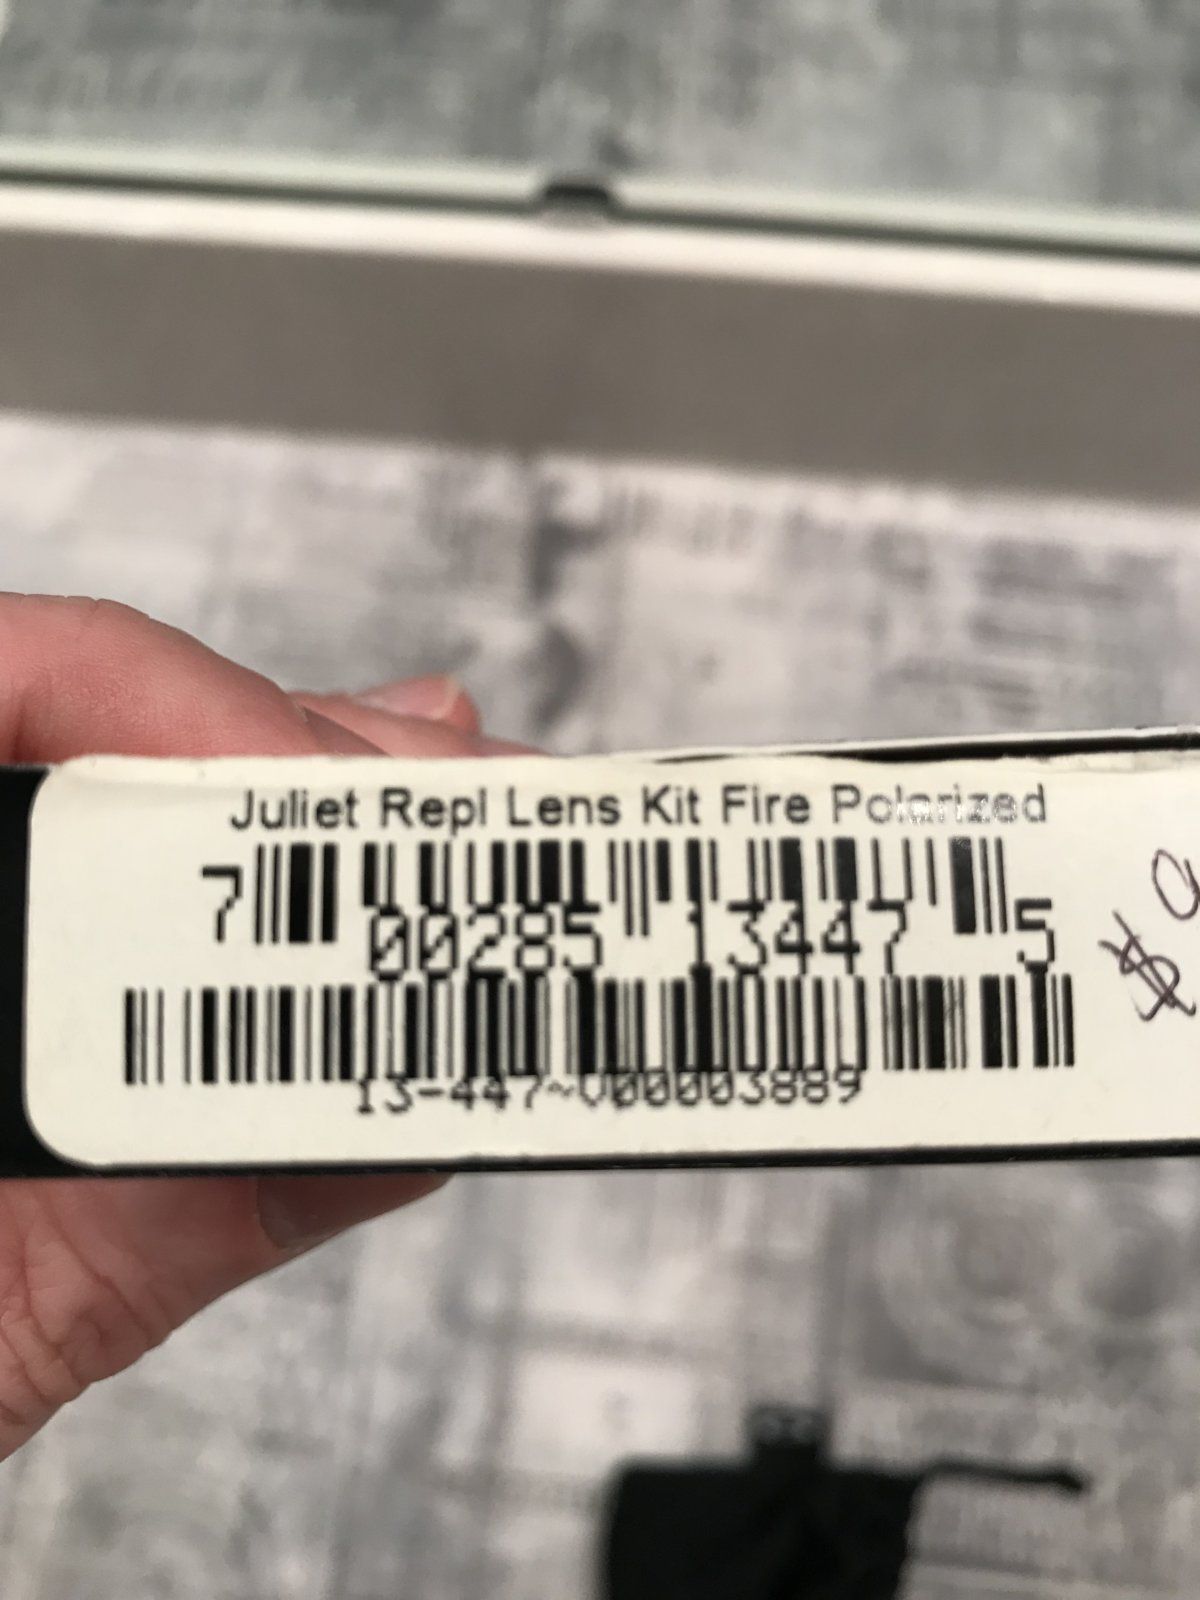 Juliet Repl Lens Kit Fire Polarized
7 00285 13447 5
13-447~V00003889
$